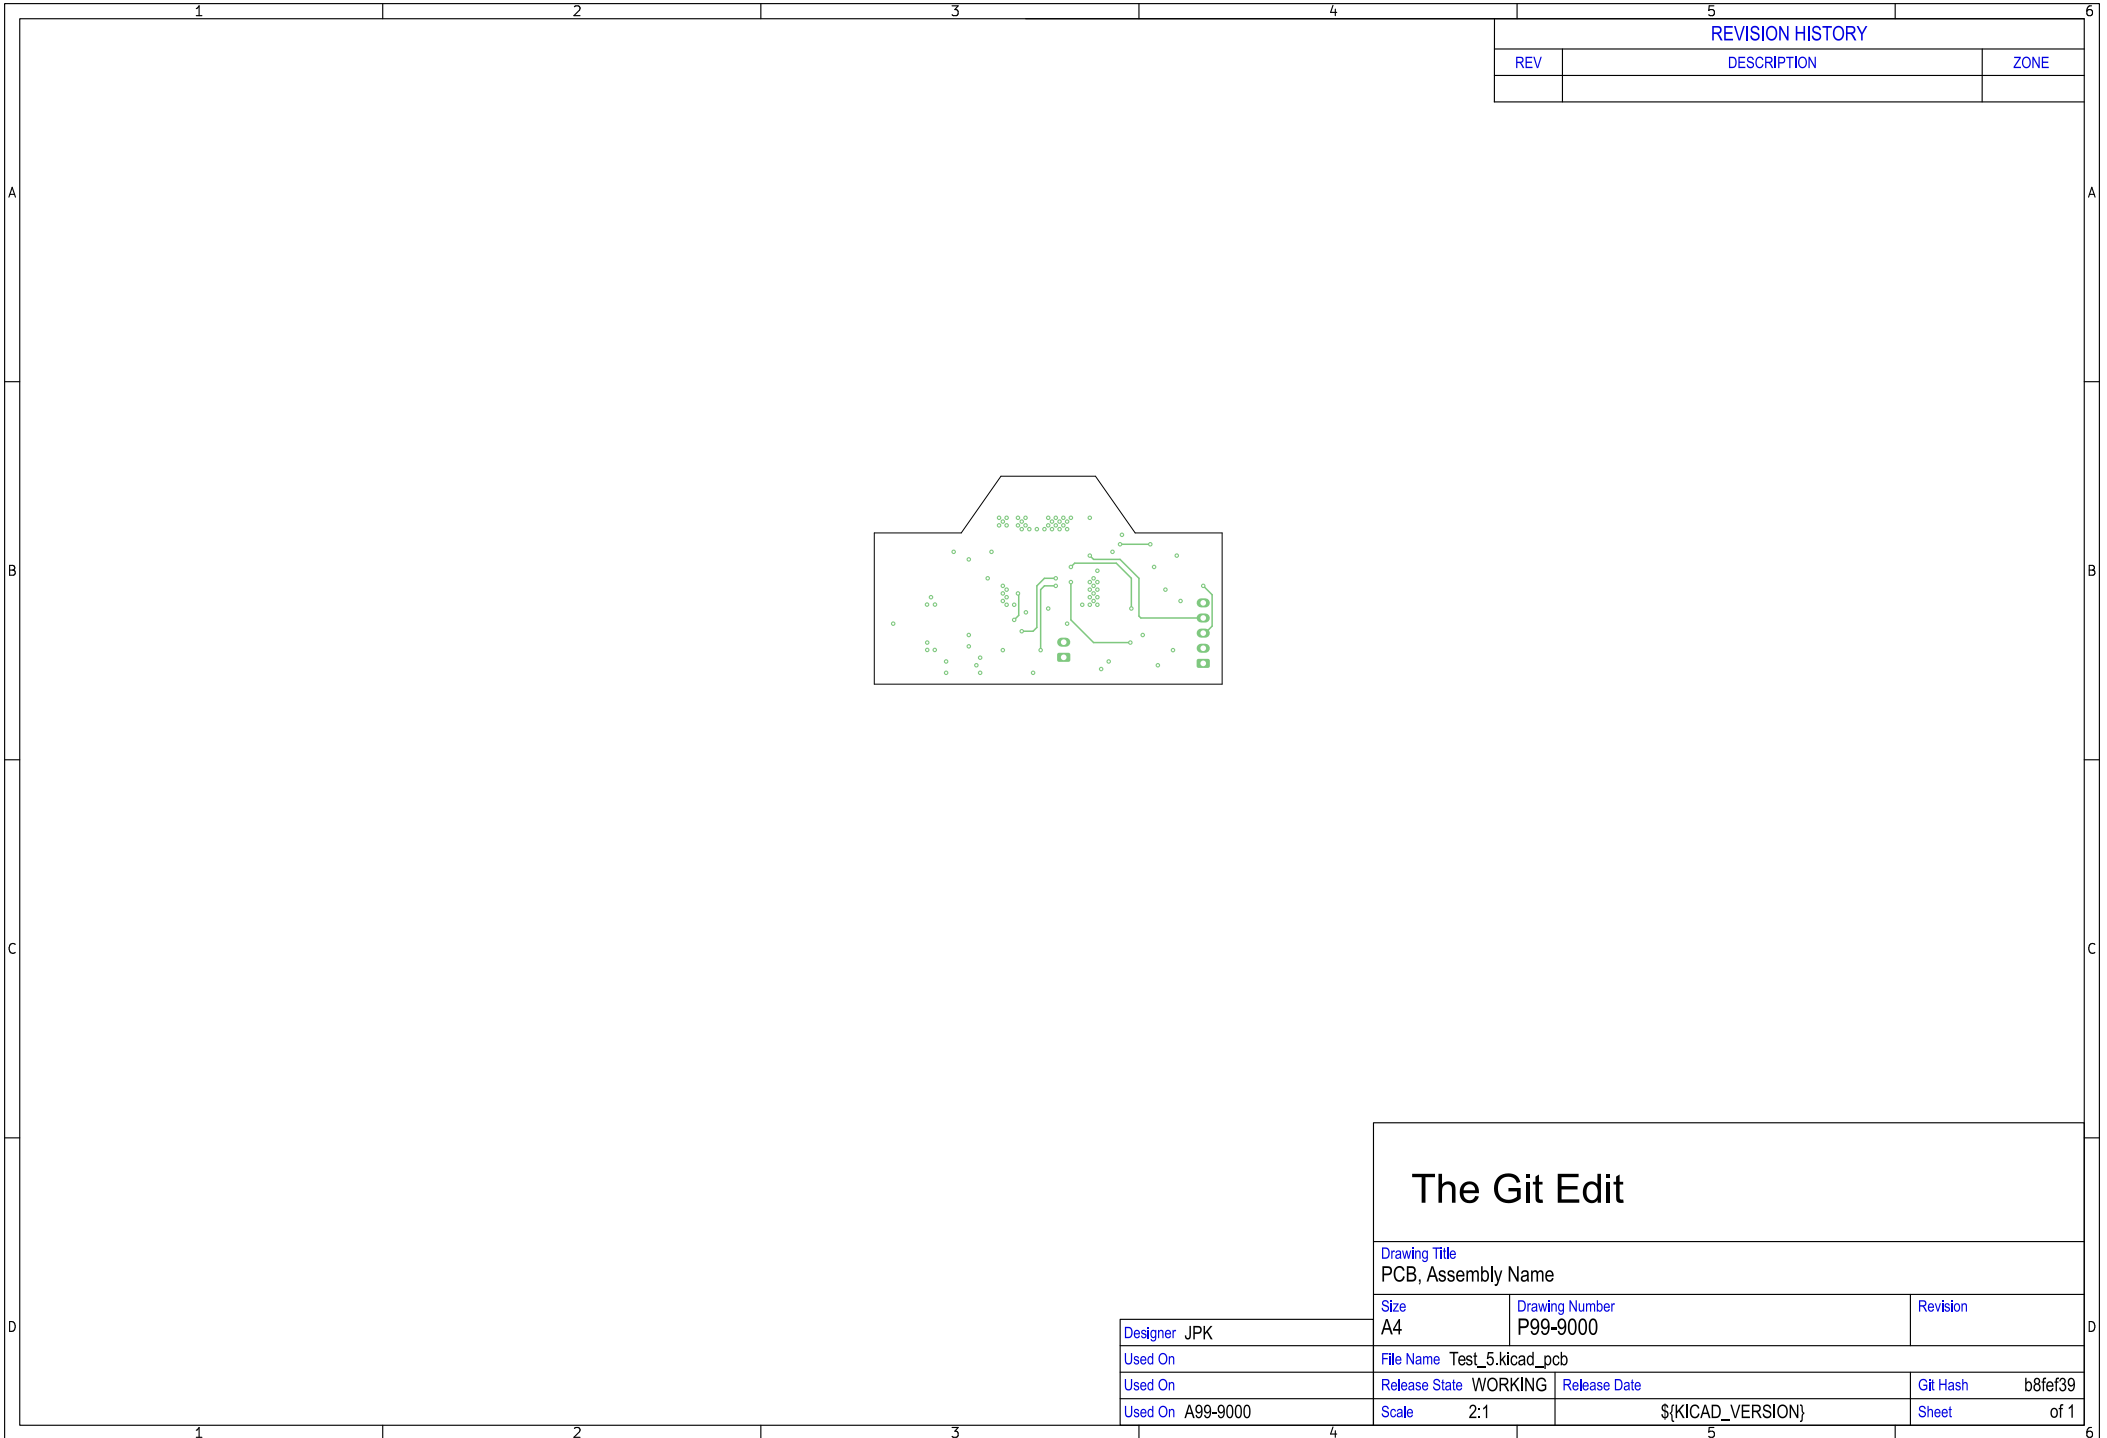 1 2 3 4 5 6
REVISION HISTORY
REV DESCRIPTION ZONE
A A
B B
C C
The Git Edit
Drawing Title
PCB, Assembly Name
Size Drawing Number Revision
A4 P99-9000
D D
Designer JPK
Used On File Name Test_5.kicad_pcb
Used On Release State WORKING Release Date Git Hash b8fef39
Used On A99-9000 Scale 2:1 ${KICAD_VERSION} Sheet of 1
1 2 3 4 5 6